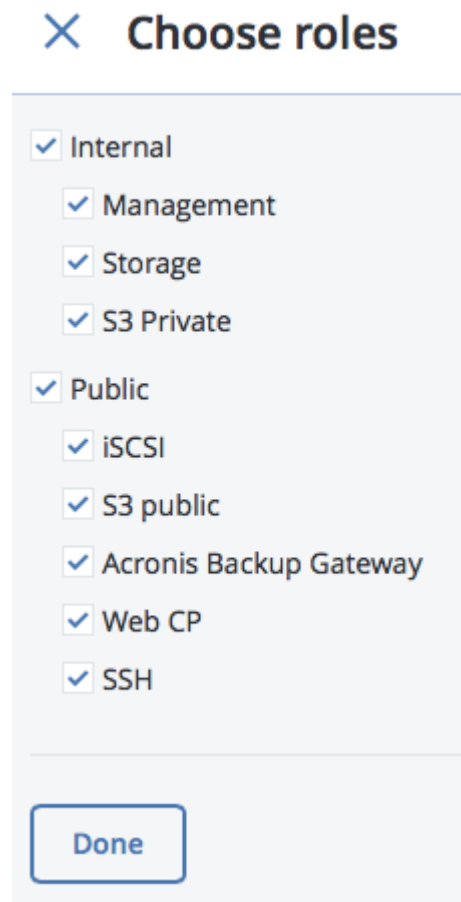 Choose roles
Internal
Management
Storage
S3 Private
Public
iSCSI
S3 public
Acronis Backup Gateway
Web CP
SSH
Done